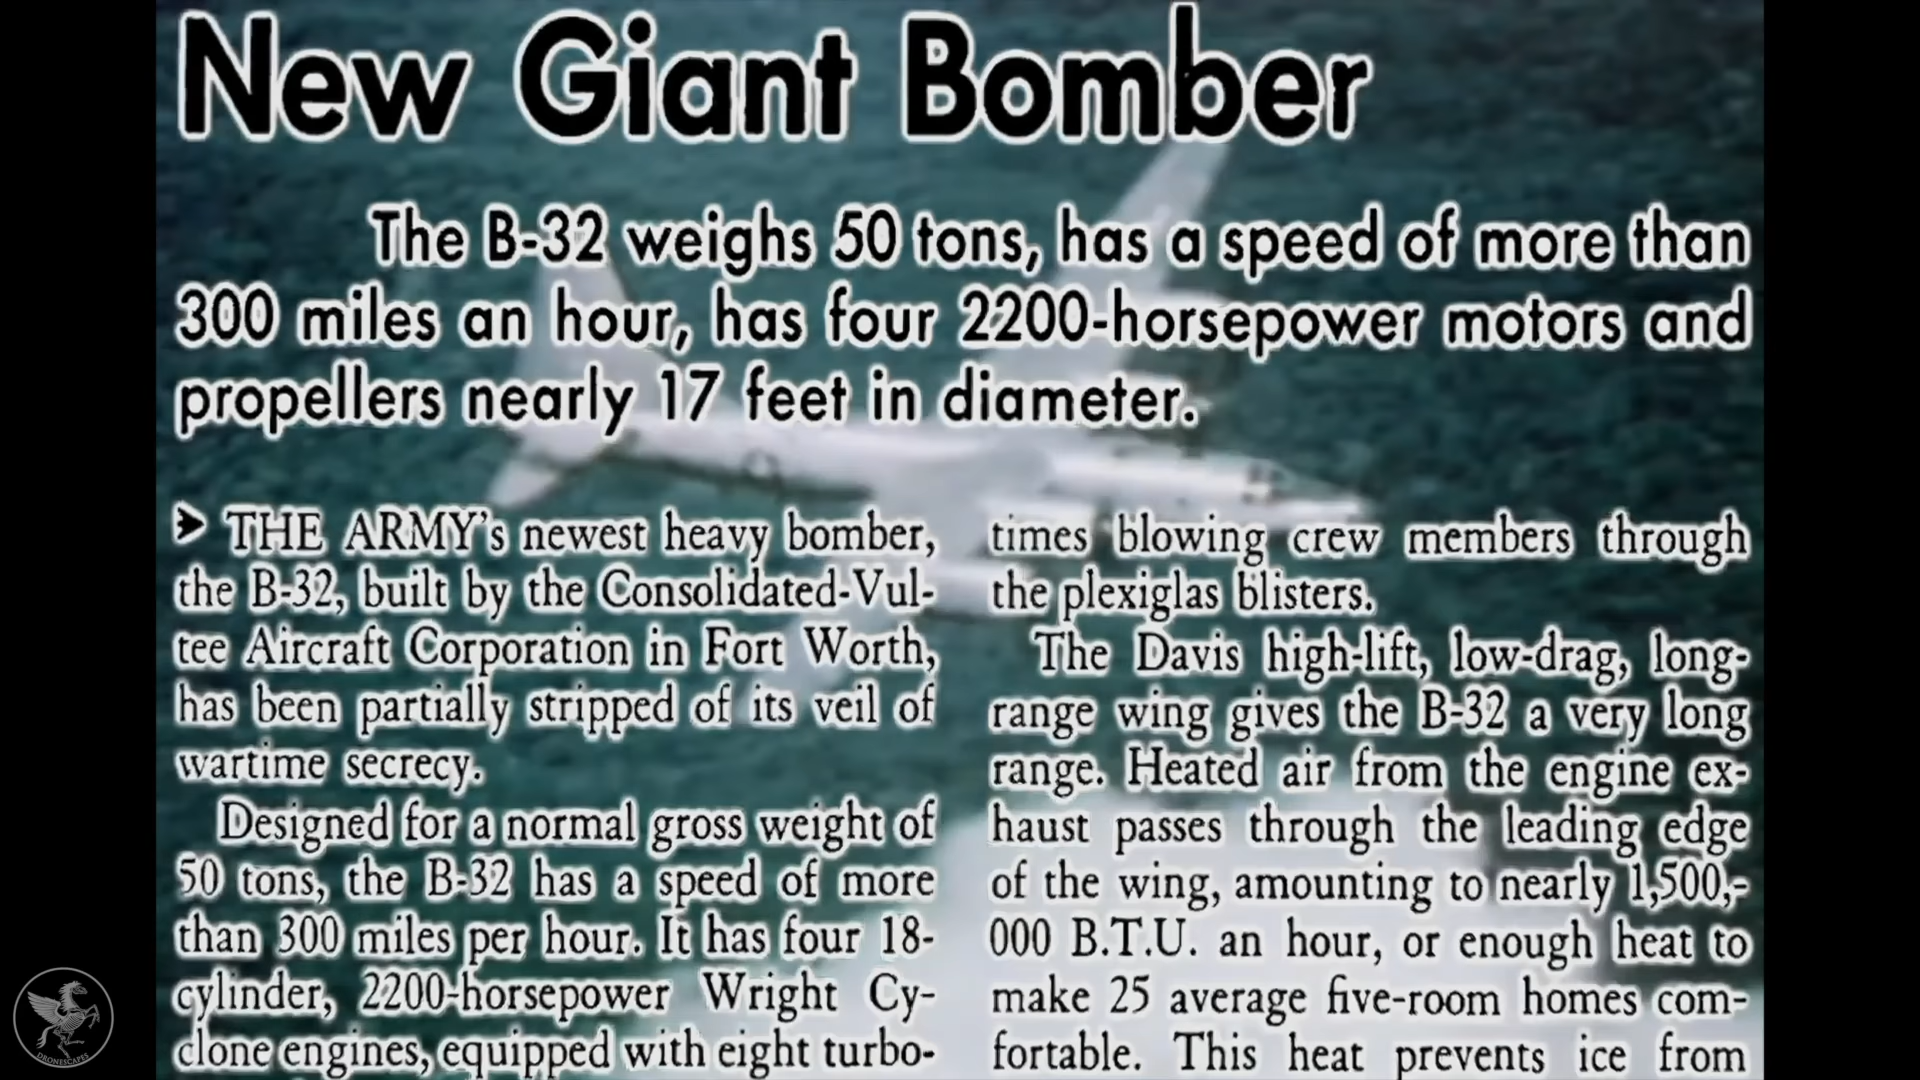 New Giant Bomber
The B-32 weighs 50 tons, has a speed of more than
300 miles an hour, has four 2200-horsepower motors and
propellers nearly 17 feet in diameter.
THE ARMY's newest heavy bomber,
the B-32, built by the Consolidated-Vul-
tee Aircraft Corporation in Fort Worth,
has been partially stripped of its veil of
wartime secrecy.
Designed for a normal gross weight of
50 tons, the B-32 has a speed of more
than 300 miles per hour. It has four 18-
cylinder, 2200-horsepower Wright Cy-
clone engines, equipped with eight turbo-
times blowing crew members through
the plexiglas blisters.
The Davis high-lift, low-drag, long-
range wing gives the B-32 a very long
range. Heated air from the engine ex-
haust passes through the leading edge
of the wing, amounting to nearly 1,500,-
000 B.T.U. an hour, or enough heat to
make 25 average five-room homes com-
fortable. This heat prevents ice from
DRONESCAPES